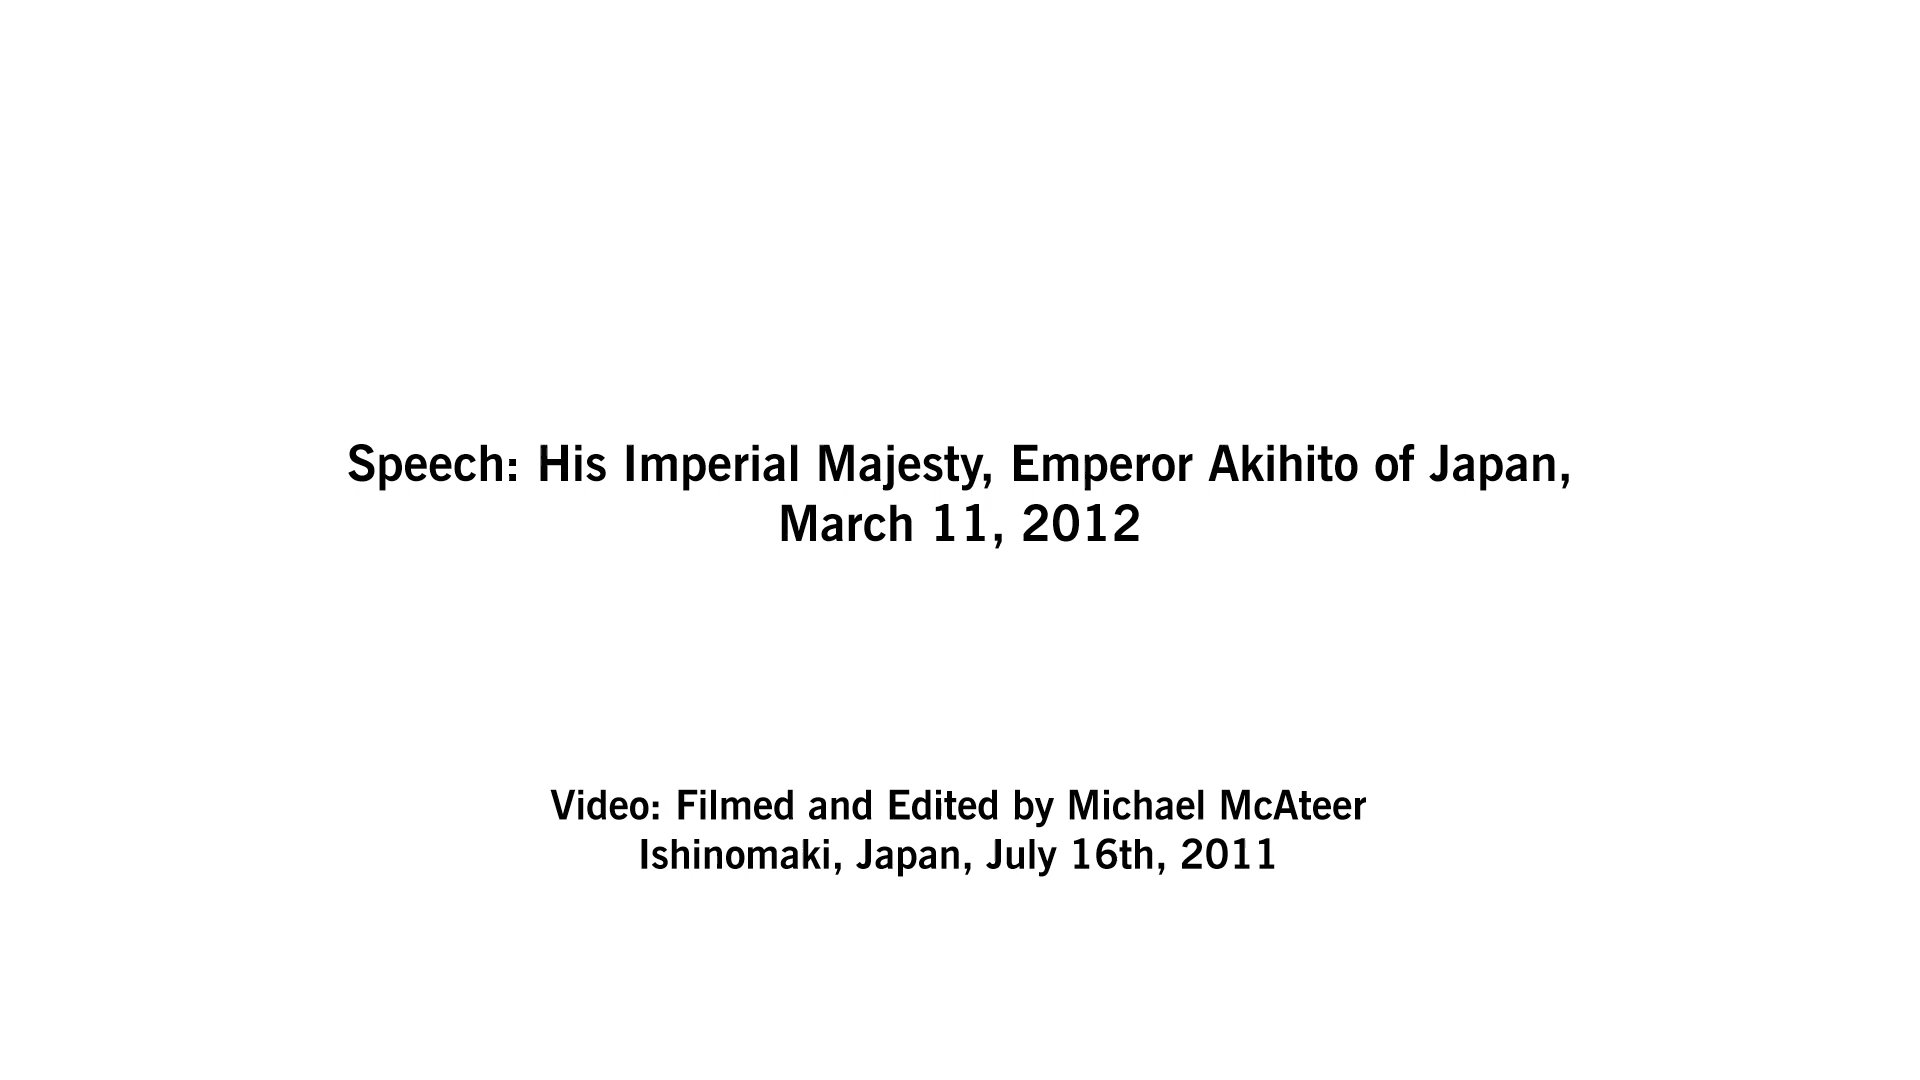 Speech: His Imperial Majesty, Emperor Akihito of Japan,
March 11, 2012
Video: Filmed and Edited by Michael McAteer
Ishinomaki, Japan, July 16th, 2011